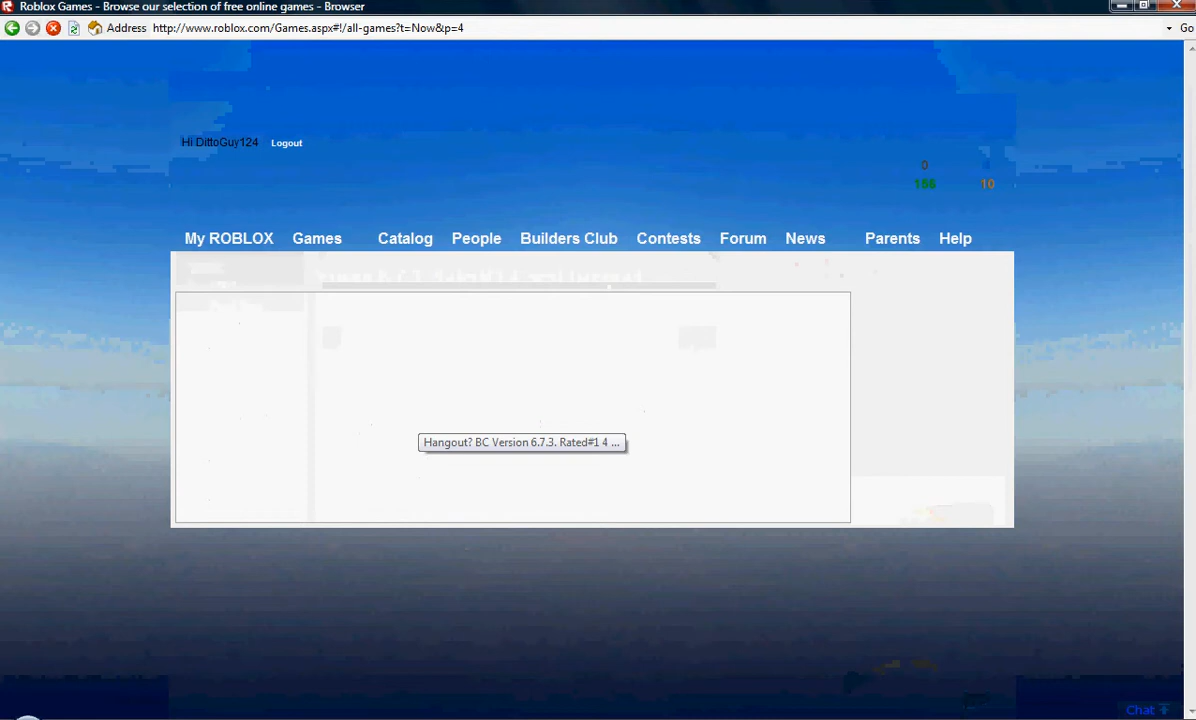 Roblox Games - Browse our selection of free online games - Browser
Address http://www.roblox.com/Games.aspx#!/all-games?t=Now&p=4 Go
Hi DittoGuy124 Logout
0
156 10
My ROBLOX Games Catalog People Builders Club Contests Forum News Parents Help
Hangout? BC Version 6.7.3. Rated#1 4 ...
Chat